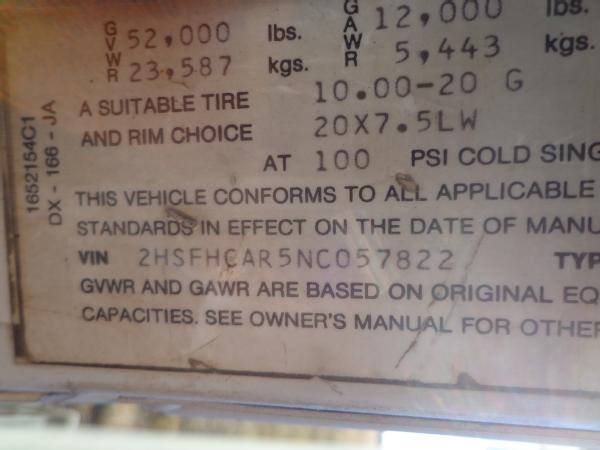 GVWR 52,000 lbs. GAWR 12,000 lbs.
23,587 kgs. 5,443 kgs.
A SUITABLE TIRE 10.00-20 G
AND RIM CHOICE 20X7.5LW
AT 100 PSI COLD SING
THIS VEHICLE CONFORMS TO ALL APPLICABLE
STANDARDS IN EFFECT ON THE DATE OF MANU
VIN 2HSFHCAR5NC057822 TYP
GVWR AND GAWR ARE BASED ON ORIGINAL EQ
CAPACITIES. SEE OWNER'S MANUAL FOR OTHER
1652154C1
DX - 166 - JA